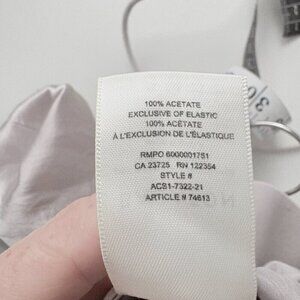 100% ACETATE
EXCLUSIVE OF ELASTIC
100% ACÉTATE
À L'EXCLUSION DE L'ÉLASTIQUE
RMPO 6000001751
CA 23725 RN 122354
STYLE #
ACS1-7322-21
ARTICLE # 74613